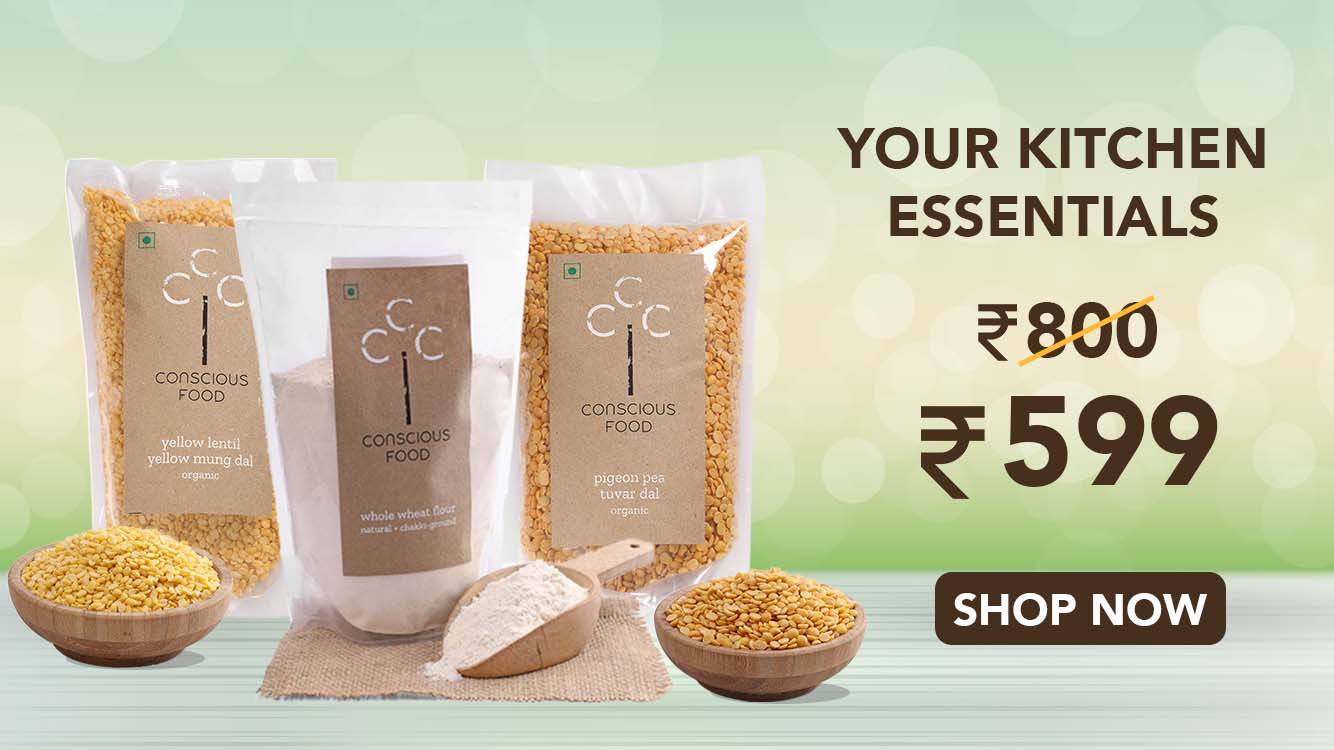 YOUR KITCHEN
ESSENTIALS
₹800
₹599
SHOP NOW
C
C C
CONSCIOUS
FOOD
yellow lentil
yellow mung dal
organic
C
C C
CONSCIOUS
FOOD
whole wheat flour
natural + chakki-ground
C
C C
CONSCIOUS
FOOD
pigeon pea
tuvar dal
organic